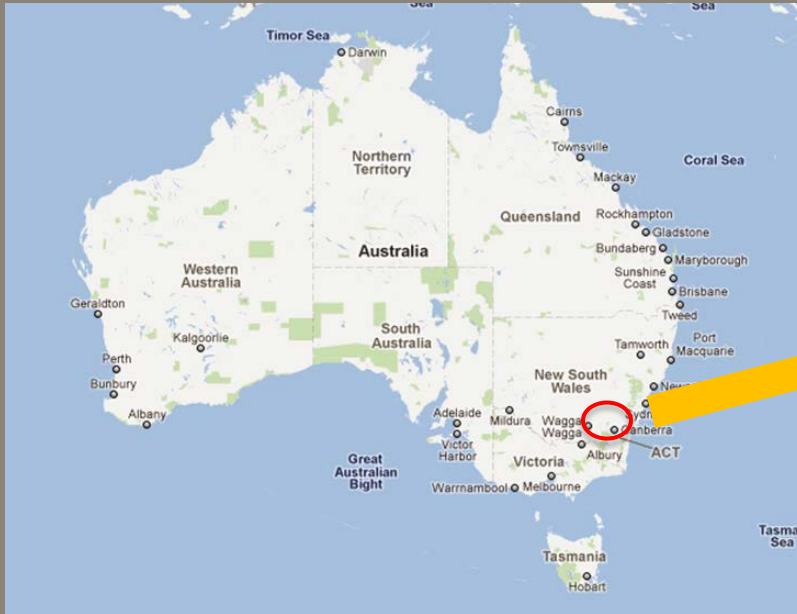 Sea
Sea
Timor Sea
Darwin
Cairns
Townsville
Northern
Territory
Coral Sea
Mackay
Queensland
Rockhampton
Gladstone
Bundaberg
Maryborough
Australia
Western
Australia
Sunshine
Coast
Brisbane
Tweed
Geraldton
South
Australia
Kalgoorlie
Tamworth
Port
Macquarie
Perth
Bunbury
New South
Wales
Albany
Adelaide
Mildura
Wagga
Wagga
Canberra
Victor
Harbor
ACT
Albury
Great
Australian
Bight
Victoria
Warrnambool
Melbourne
Tasmania
Sea
Hobart